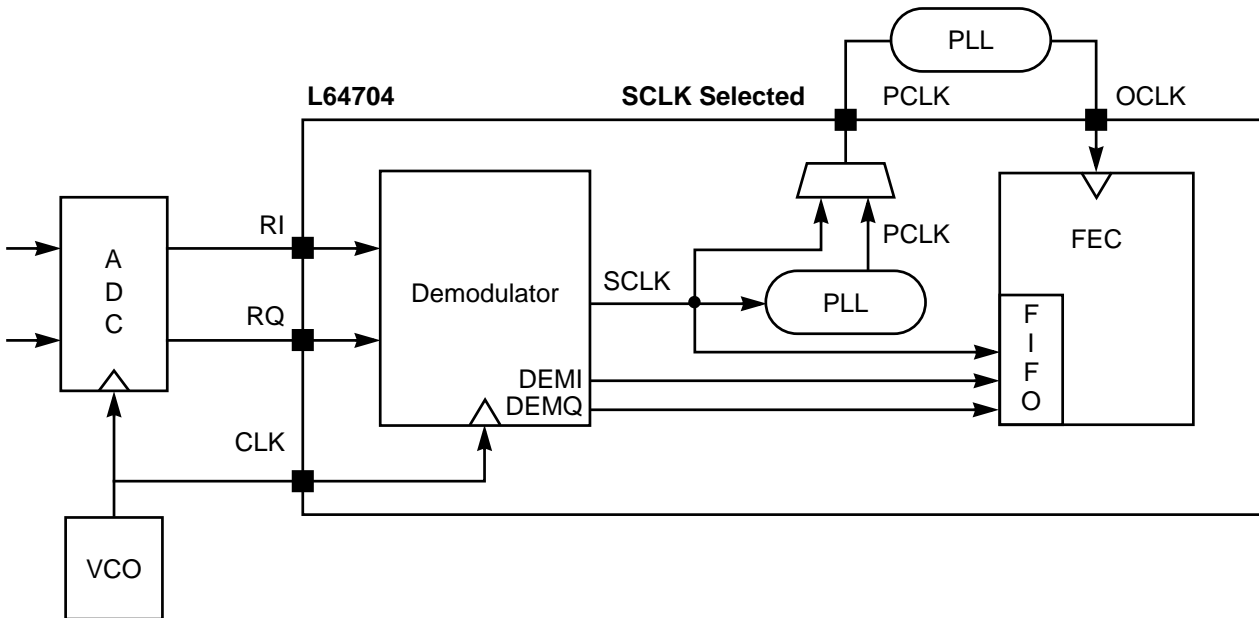 PLL
L64704
SCLK Selected
PCLK
OCLK
A
D
C
RI
RQ
Demodulator
SCLK
PCLK
PLL
FEC
F
I
F
O
DEMI
DEMQ
CLK
VCO